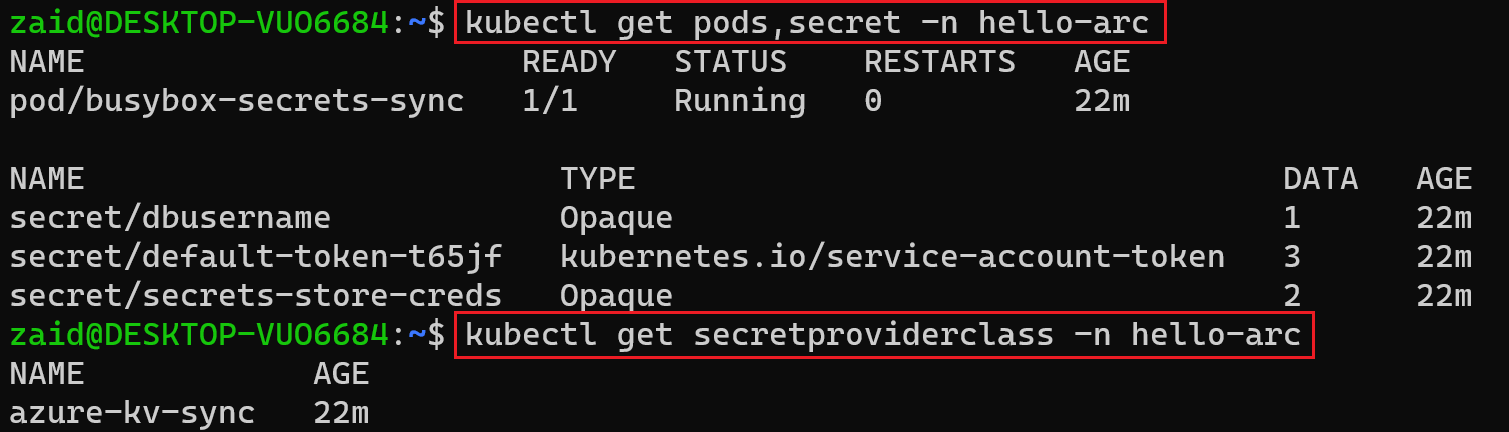 zaid@DESKTOP-VUO6684:~$ kubectl get pods,secret -n hello-arc
NAME                       READY   STATUS    RESTARTS   AGE
pod/busybox-secrets-sync   1/1     Running   0          22m

NAME                         TYPE                                  DATA   AGE
secret/dbusername            Opaque                                1      22m
secret/default-token-t65jf   kubernetes.io/service-account-token   3      22m
secret/secrets-store-creds   Opaque                                2      22m
zaid@DESKTOP-VUO6684:~$ kubectl get secretproviderclass -n hello-arc
NAME            AGE
azure-kv-sync   22m